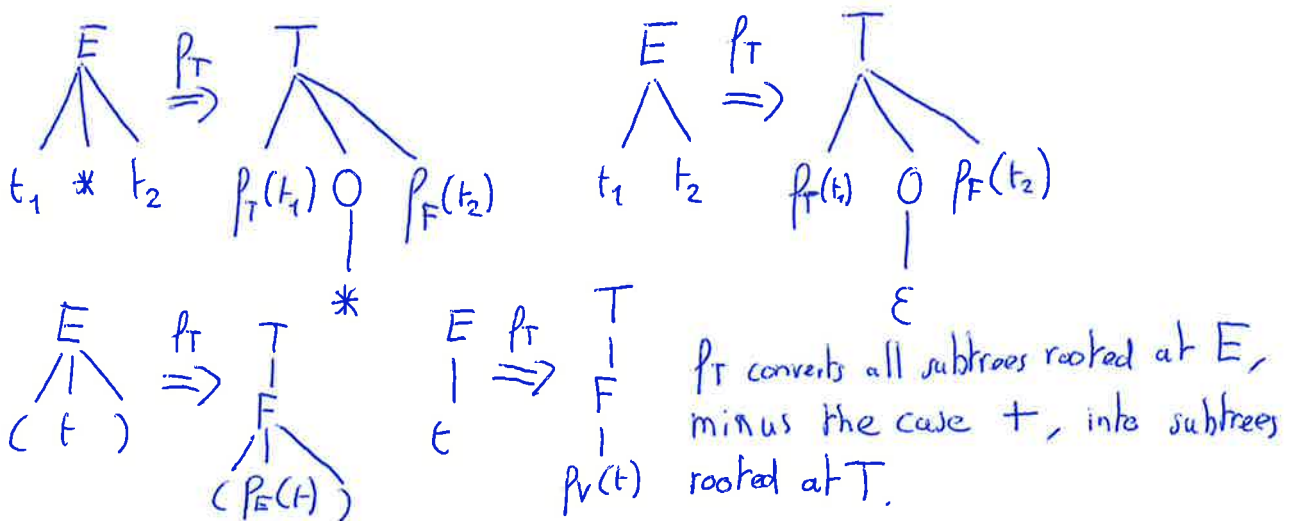 E ρT T E ρT T
⇒ ⇒
t1 * t2 ρT(t1) O ρF(t2) t1 t2 ρT(t1) O ρF(t2)
* ε
E ρT T E ρT T
⇒ F ⇒ F
( t ) ( ρE(t) ) t ρV(t)
ρT converts all subtrees rooted at E,
minus the case +, into subtrees
rooted at T.